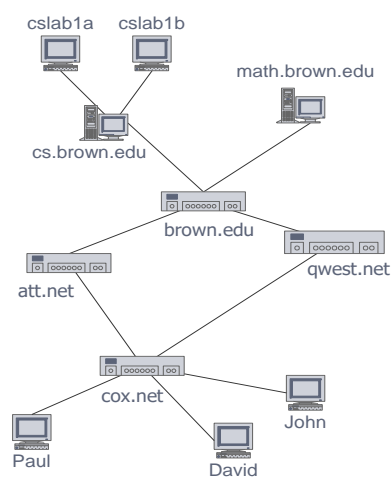 cslab1a cslab1b
math.brown.edu
cs.brown.edu
brown.edu
qwest.net
att.net
cox.net
John
Paul
David